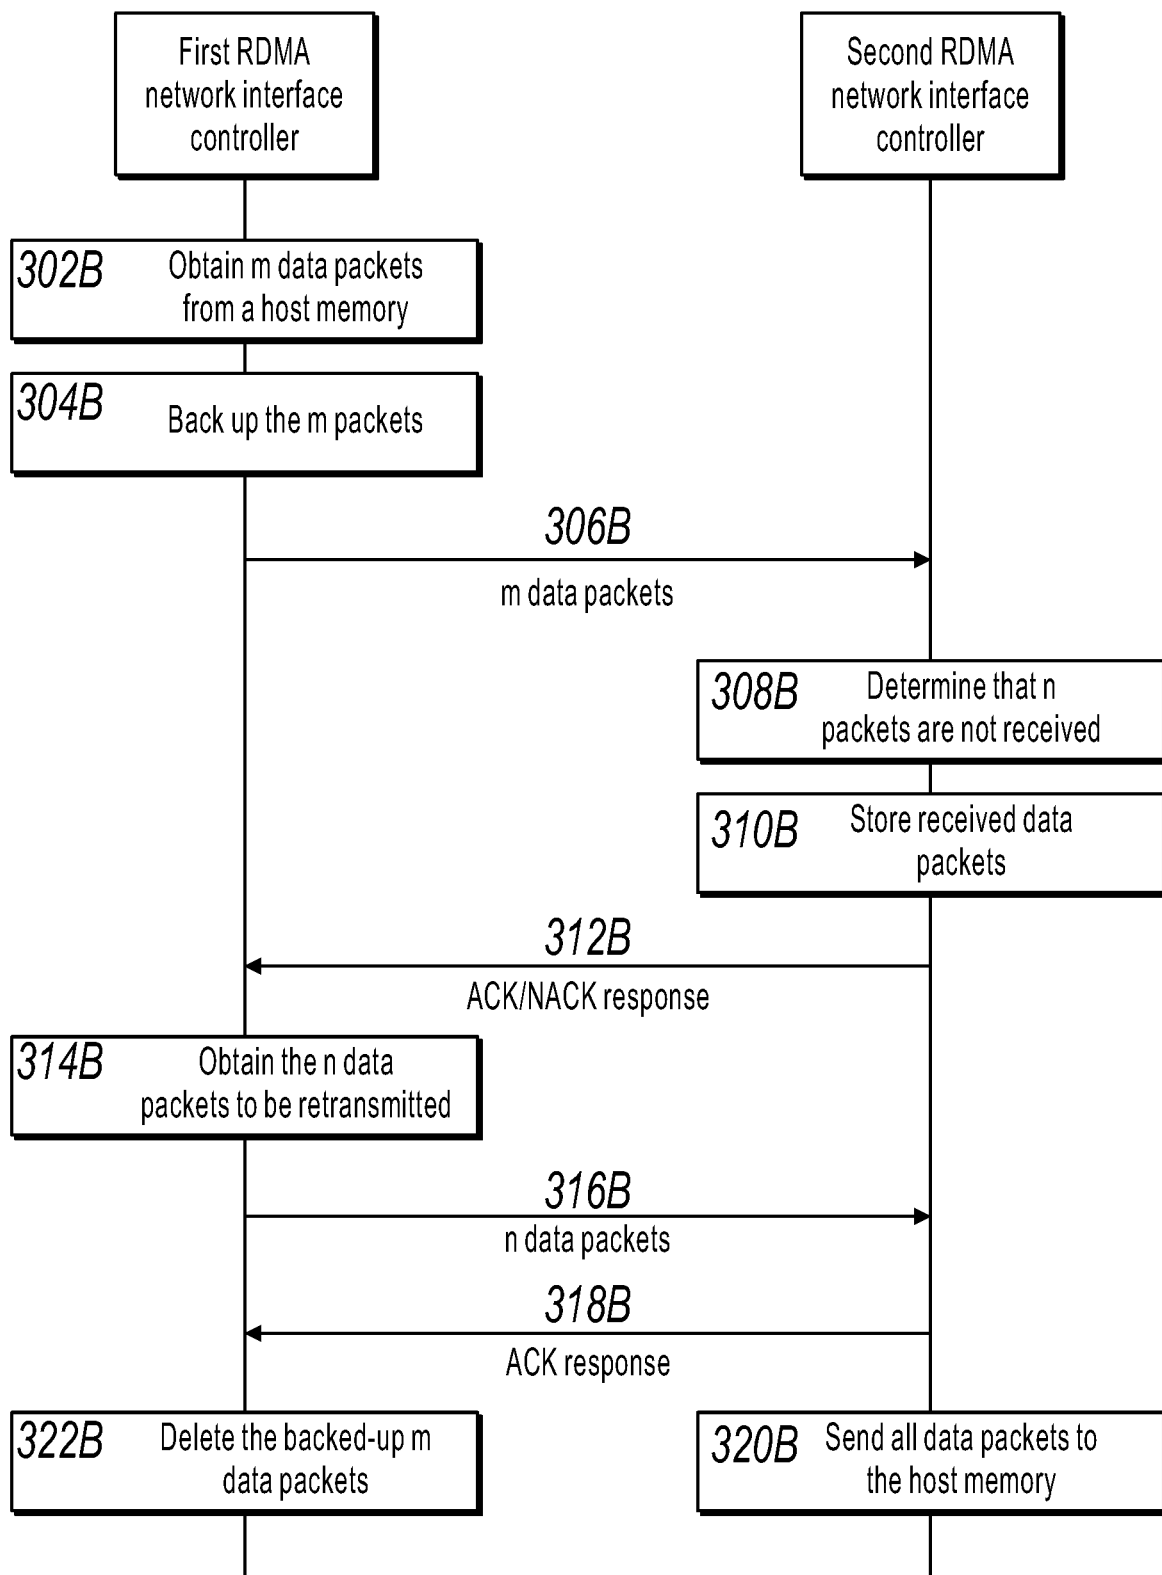 First RDMA
network interface
controller
Second RDMA
network interface
controller
302B
Obtain m data packets
from a host memory
304B
Back up the m packets
306B
m data packets
308B
Determine that n
packets are not received
310B
Store received data
packets
312B
ACK/NACK response
314B
Obtain the n data
packets to be retransmitted
316B
n data packets
318B
ACK response
322B
Delete the backed-up m
data packets
320B
Send all data packets to
the host memory